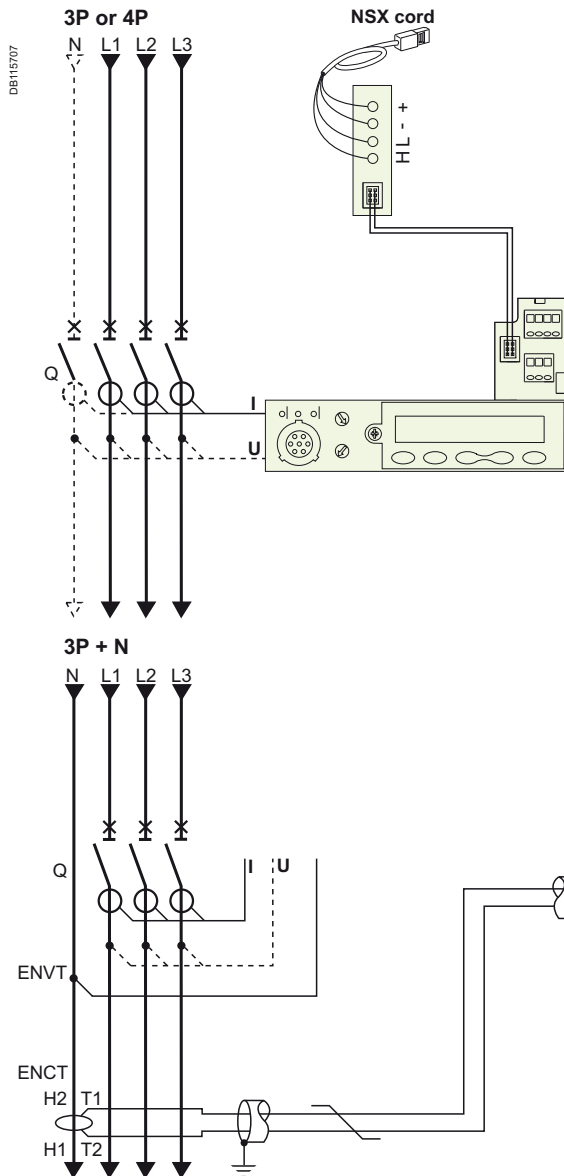 3P or 4P
NSX cord
DB115707
N L1 L2 L3
H L - +
Q
I
U
3P + N
N L1 L2 L3
I U
Q
ENVT
ENCT
H2 T1
H1 T2